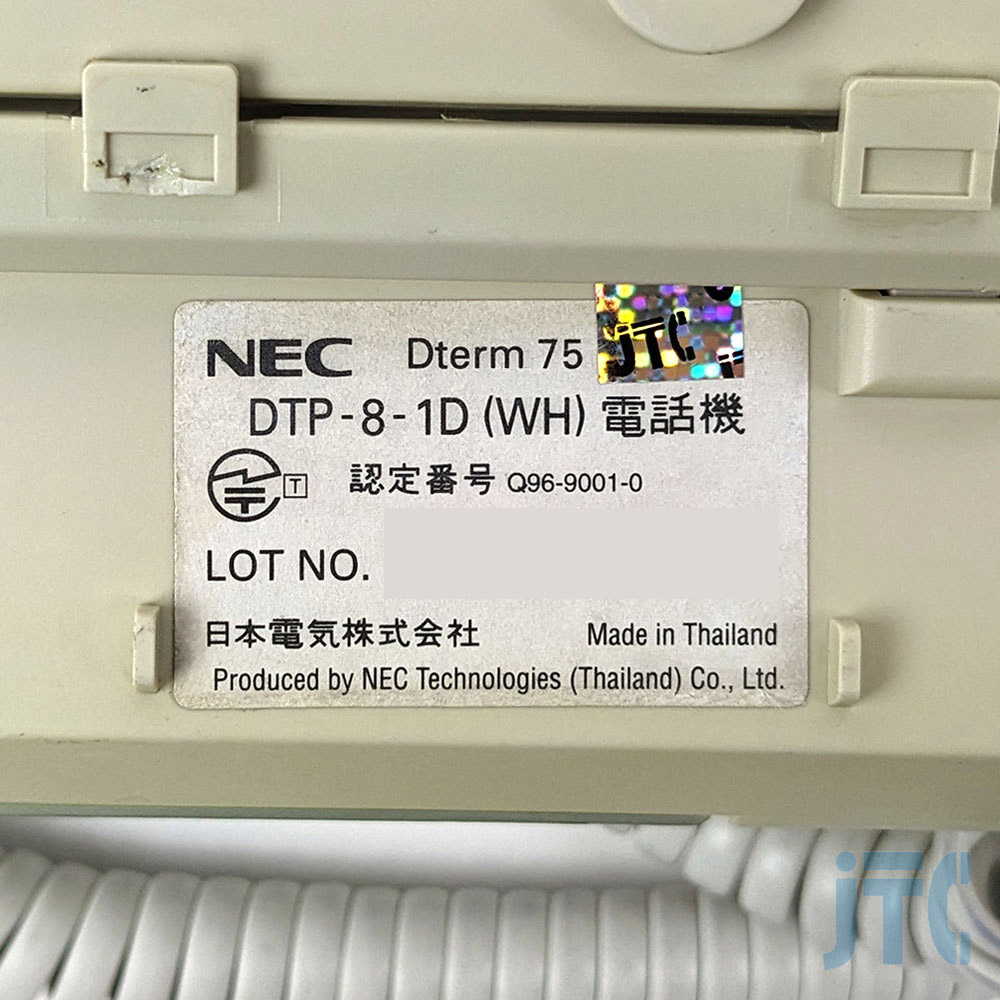 NEC Dterm 75
JTC
DTP-8-1D (WH) 電話機
T 認定番号 Q96-9001-0
LOT NO.
日本電気株式会社 Made in Thailand
Produced by NEC Technologies (Thailand) Co., Ltd.
JTC